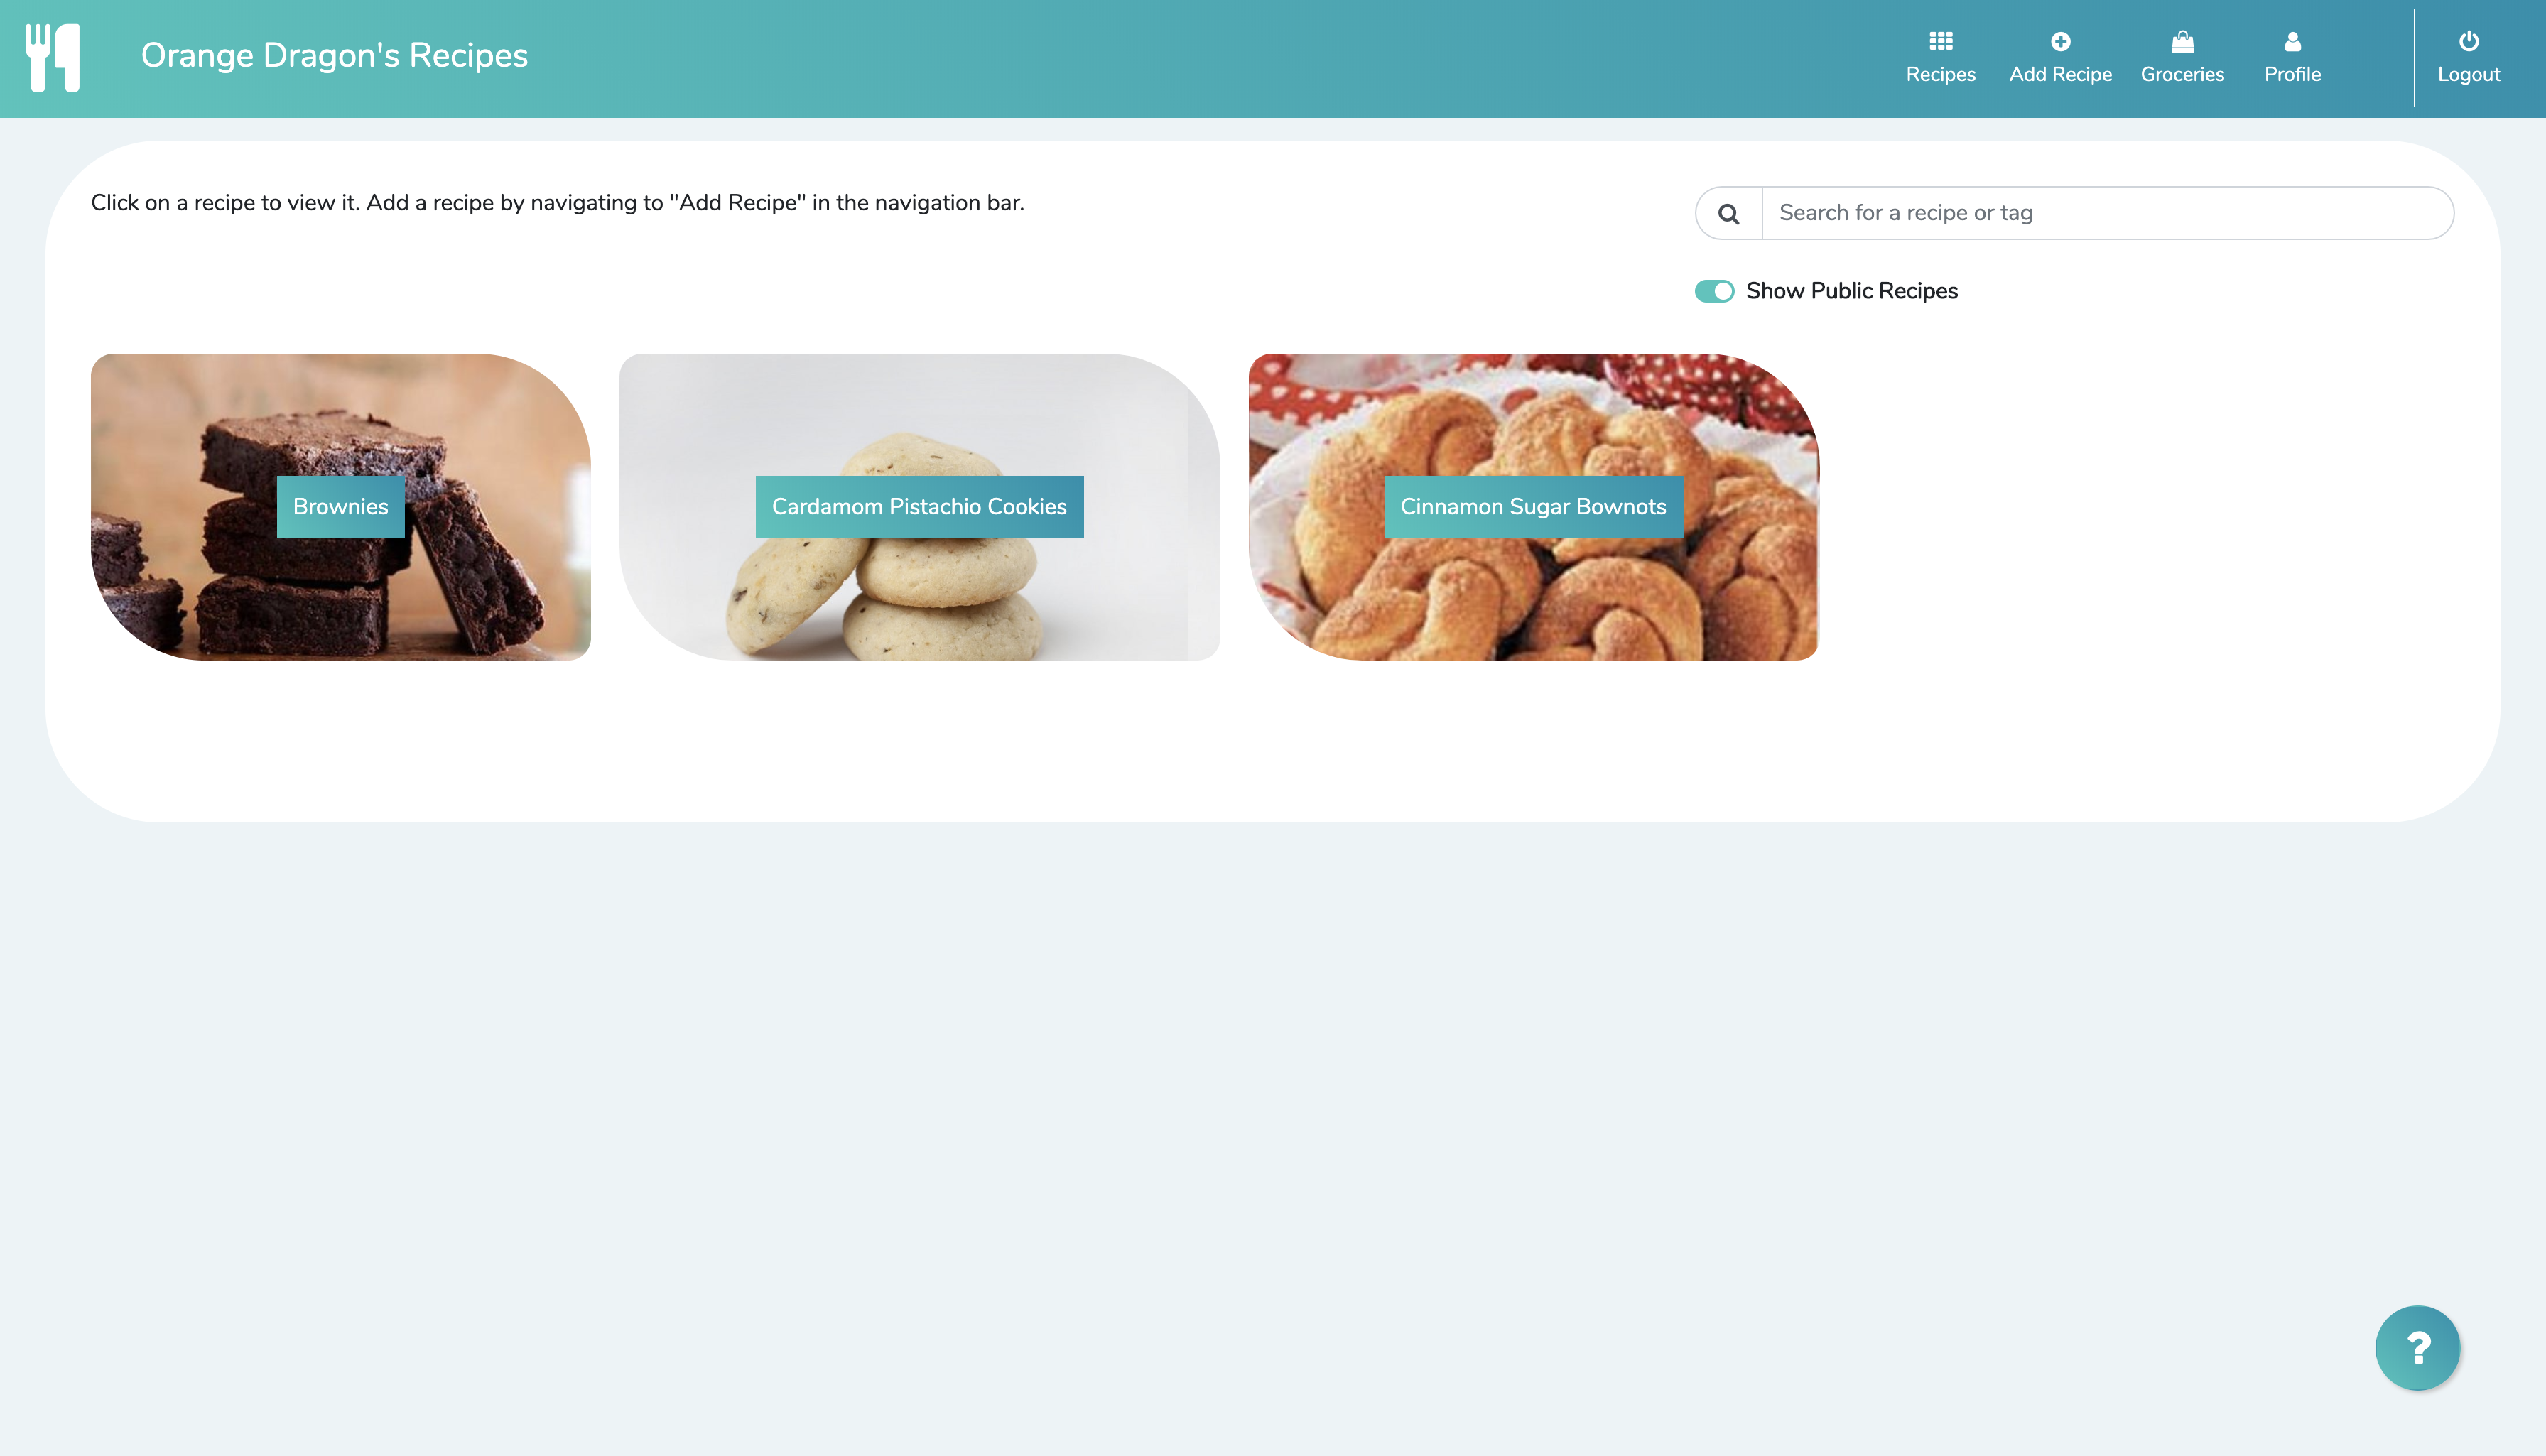 Orange Dragon's Recipes
Recipes
Add Recipe
Groceries
Profile
Logout
Click on a recipe to view it. Add a recipe by navigating to "Add Recipe" in the navigation bar.
Search for a recipe or tag
Show Public Recipes
Brownies
Cardamom Pistachio Cookies
Cinnamon Sugar Bownots
?